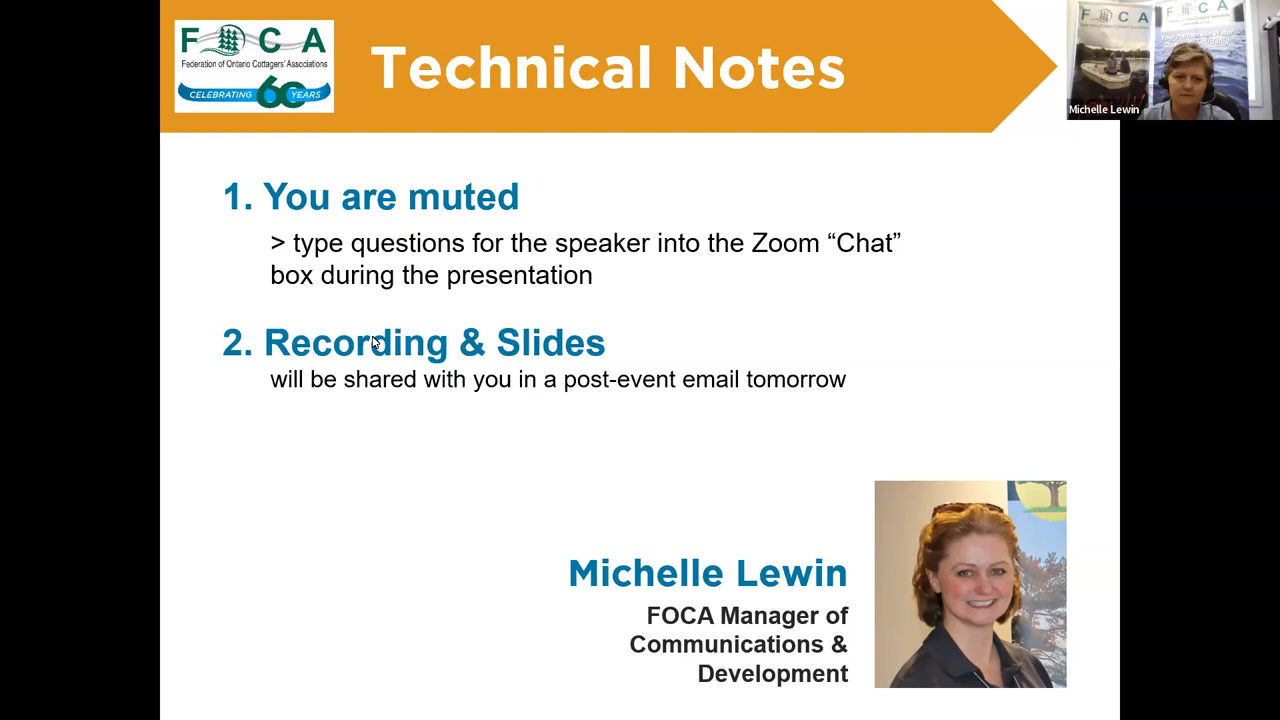 F O C A
Federation of Ontario Cottagers' Associations
CELEBRATING 60 YEARS
Technical Notes
F O C A
F O C A
Michelle Lewin
1. You are muted
> type questions for the speaker into the Zoom “Chat”
box during the presentation
2. Recording & Slides
will be shared with you in a post-event email tomorrow
Michelle Lewin
FOCA Manager of
Communications &
Development